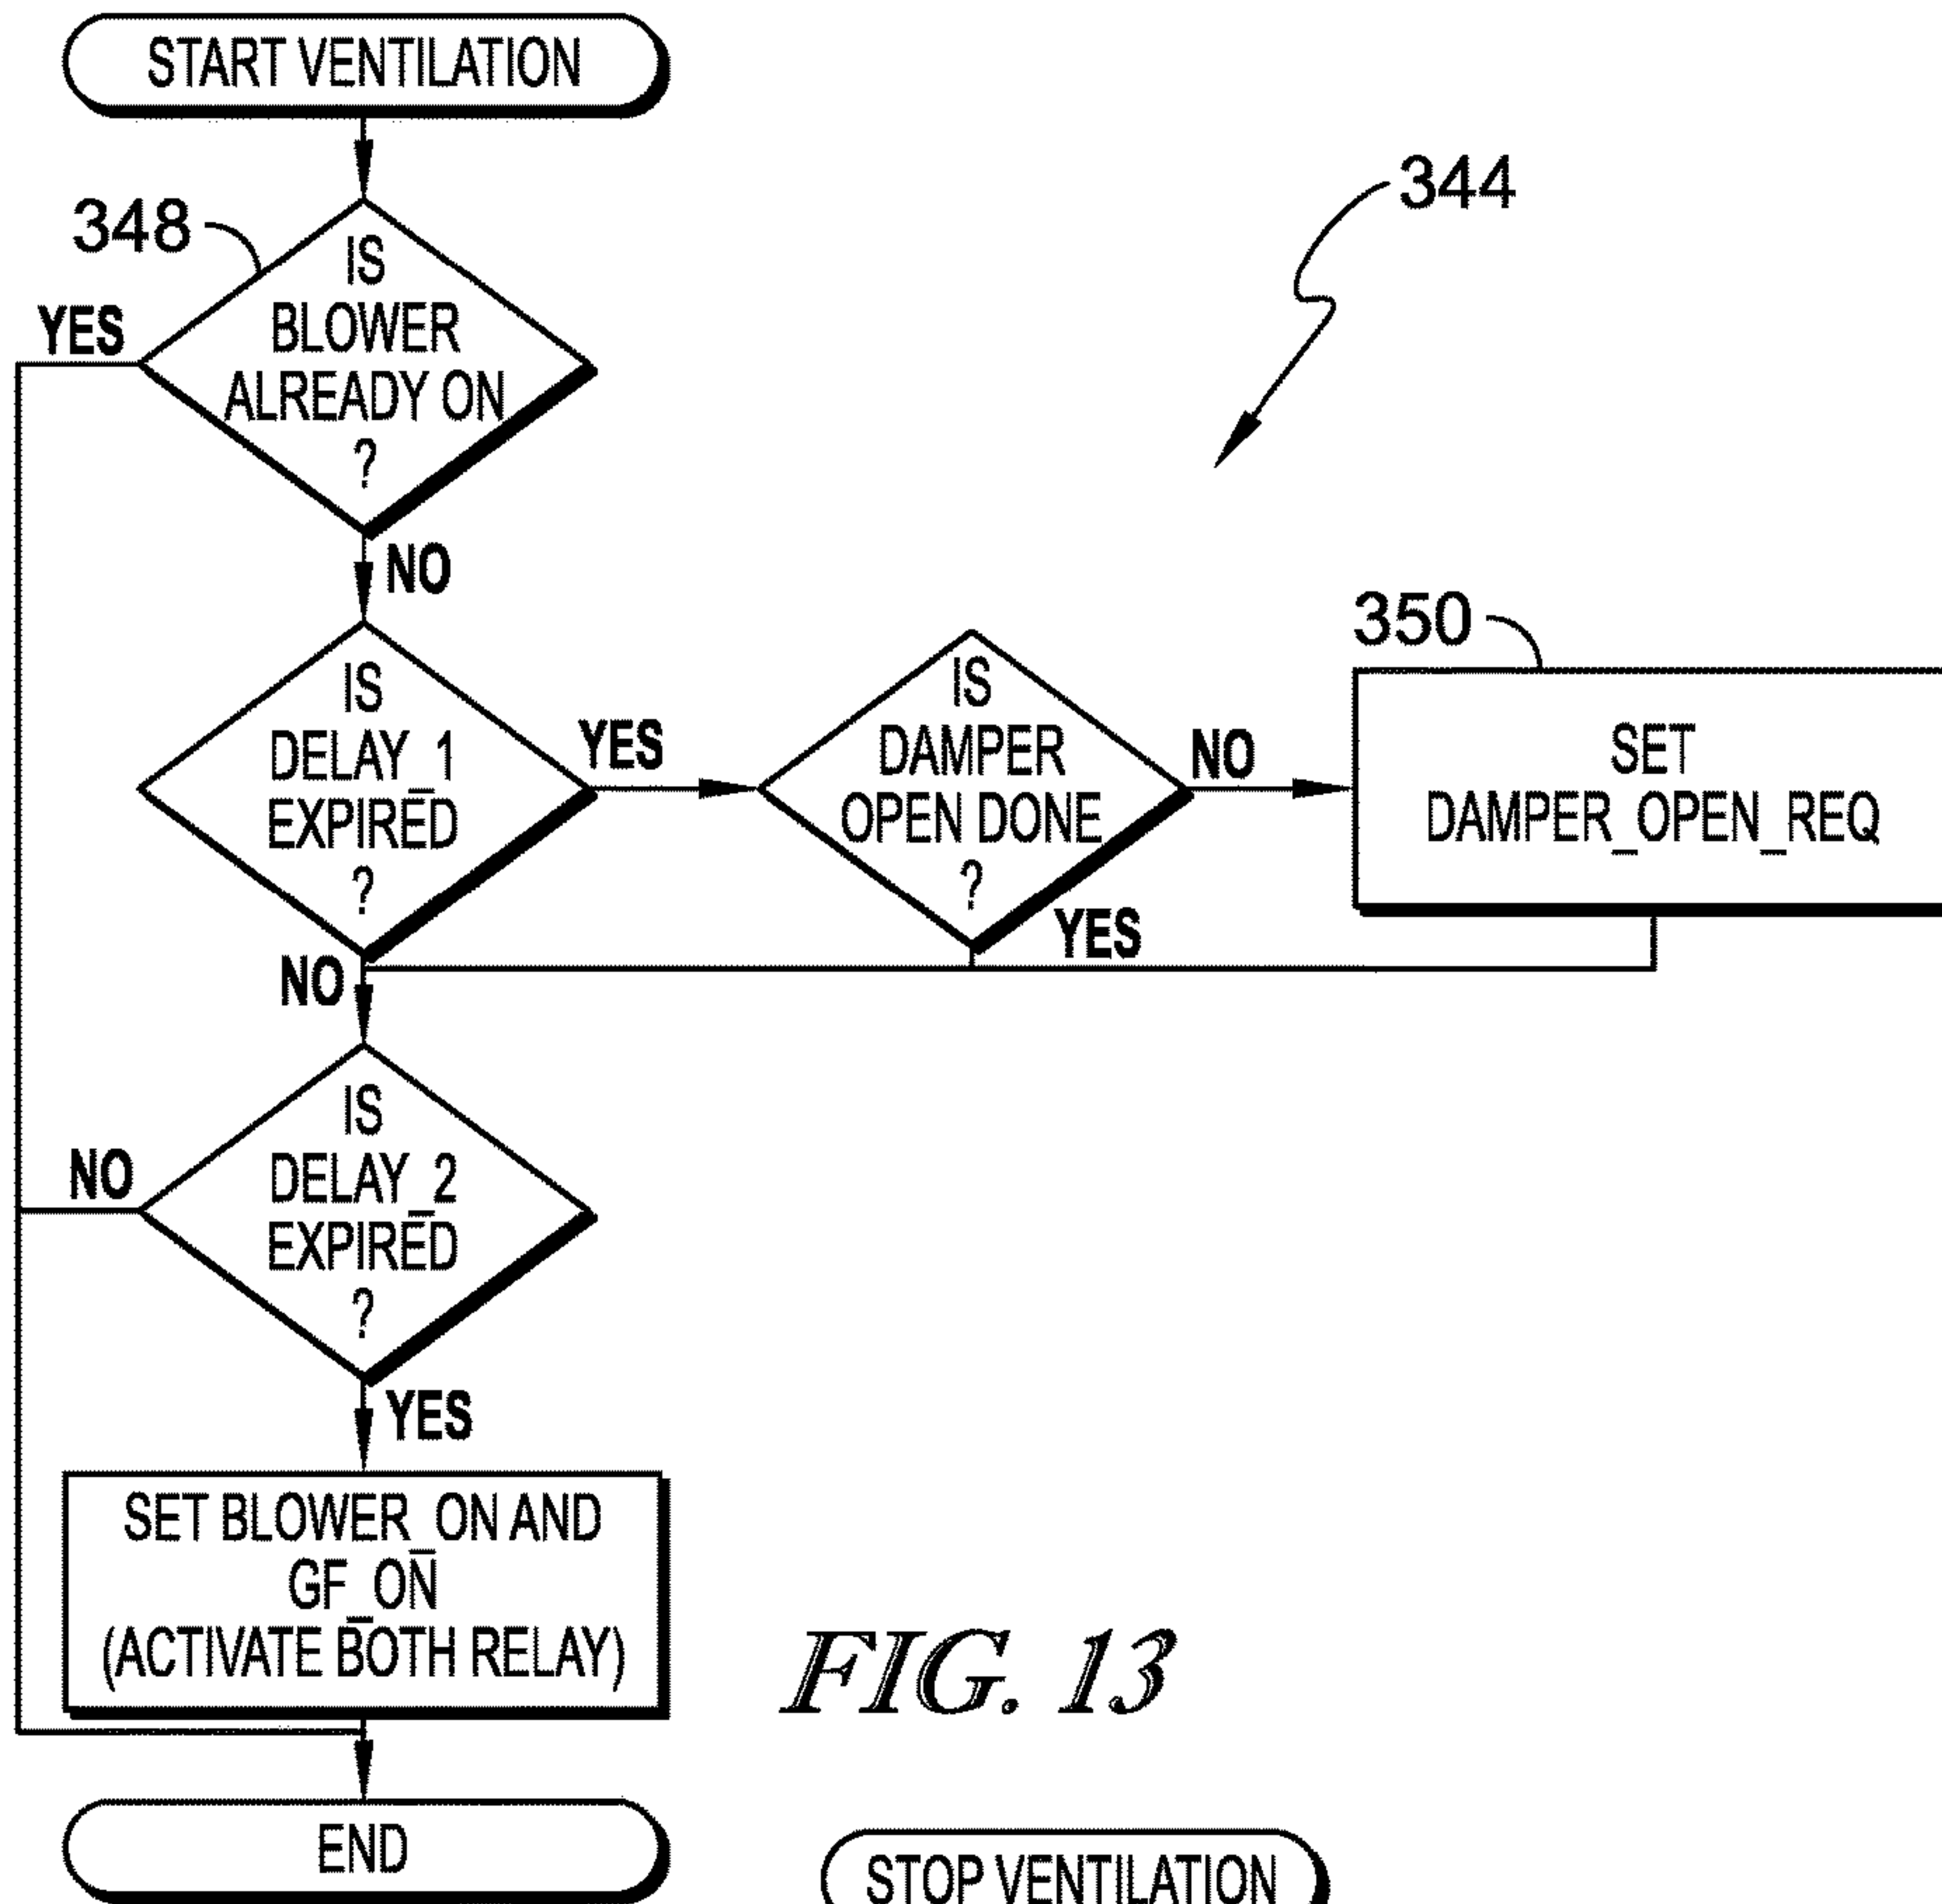 START VENTILATION
344
348
IS
BLOWER
ALREADY ON
?
YES
NO
IS
DELAY_1
EXPIRED
?
YES
NO
IS
DAMPER
OPEN DONE
?
NO
YES
350
SET
DAMPER_OPEN_REQ
IS
DELAY_2
EXPIRED
?
NO
YES
SET BLOWER_ON AND
GF_ON
(ACTIVATE BOTH RELAY)
FIG. 13
END
STOP VENTILATION